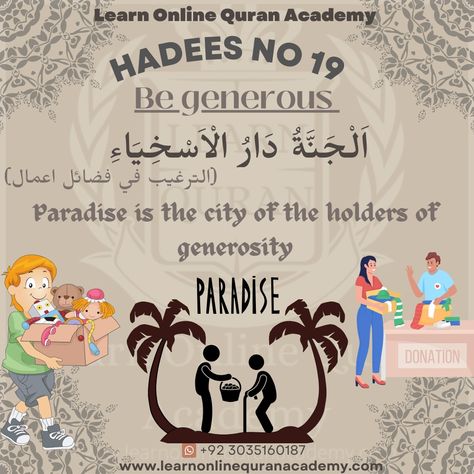 Learn Online Quran Academy
HADEES NO 19
Be generous
اَلْجَنَّةُ دَارُ الْاَسْخِيَاءِ
(الترغيب في فضائل اعمال)
Paradise is the city of the holders of
generosity
PARADISE
DONATION
+92 3035160187
www.learnonlinequranacademy.com